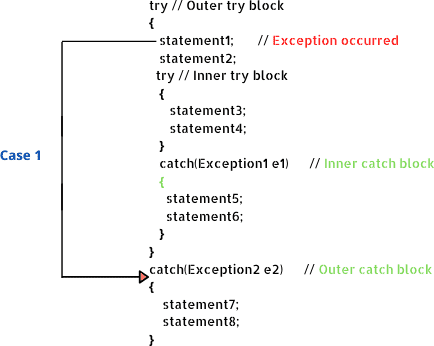 try // Outer try block
{
statement1; // Exception occurred
statement2;
try // Inner try block
{
statement3;
statement4;
}
Case 1
catch(Exception1 e1) // Inner catch block
{
statement5;
statement6;
}
}
catch(Exception2 e2) // Outer catch block
{
statement7;
statement8;
}